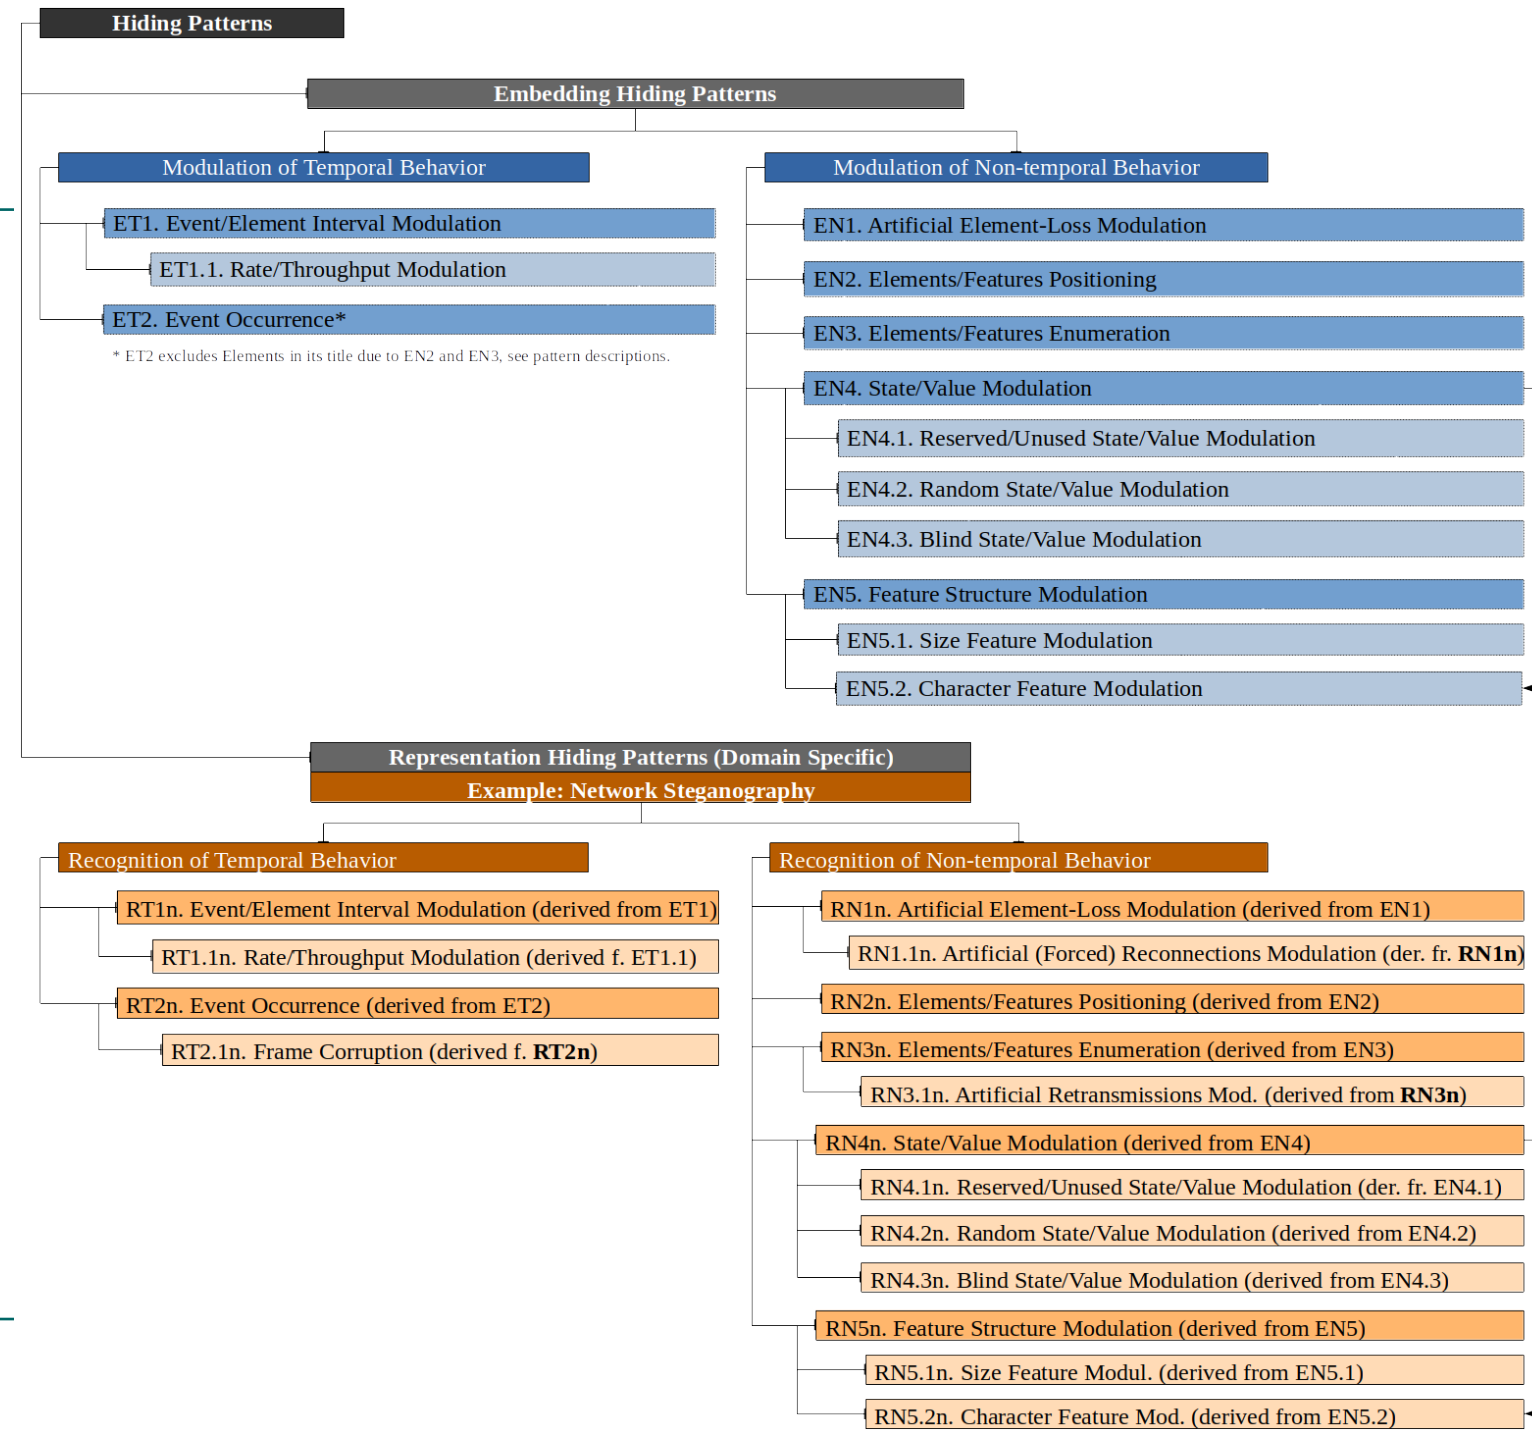 Hiding Patterns
Embedding Hiding Patterns
Modulation of Temporal Behavior
ET1. Event/Element Interval Modulation
ET1.1. Rate/Throughput Modulation
ET2. Event Occurrence*
* ET2 excludes Elements in its title due to EN2 and EN3, see pattern descriptions.
Modulation of Non-temporal Behavior
EN1. Artificial Element-Loss Modulation
EN2. Elements/Features Positioning
EN3. Elements/Features Enumeration
EN4. State/Value Modulation
EN4.1. Reserved/Unused State/Value Modulation
EN4.2. Random State/Value Modulation
EN4.3. Blind State/Value Modulation
EN5. Feature Structure Modulation
EN5.1. Size Feature Modulation
EN5.2. Character Feature Modulation
Representation Hiding Patterns (Domain Specific)
Example: Network Steganography
Recognition of Temporal Behavior
RT1n. Event/Element Interval Modulation (derived from ET1)
RT1.1n. Rate/Throughput Modulation (derived f. ET1.1)
RT2n. Event Occurrence (derived from ET2)
RT2.1n. Frame Corruption (derived f. RT2n)
Recognition of Non-temporal Behavior
RN1n. Artificial Element-Loss Modulation (derived from EN1)
RN1.1n. Artificial (Forced) Reconnections Modulation (der. fr. RN1n)
RN2n. Elements/Features Positioning (derived from EN2)
RN3n. Elements/Features Enumeration (derived from EN3)
RN3.1n. Artificial Retransmissions Mod. (derived from RN3n)
RN4n. State/Value Modulation (derived from EN4)
RN4.1n. Reserved/Unused State/Value Modulation (der. fr. EN4.1)
RN4.2n. Random State/Value Modulation (derived from EN4.2)
RN4.3n. Blind State/Value Modulation (derived from EN4.3)
RN5n. Feature Structure Modulation (derived from EN5)
RN5.1n. Size Feature Modul. (derived from EN5.1)
RN5.2n. Character Feature Mod. (derived from EN5.2)